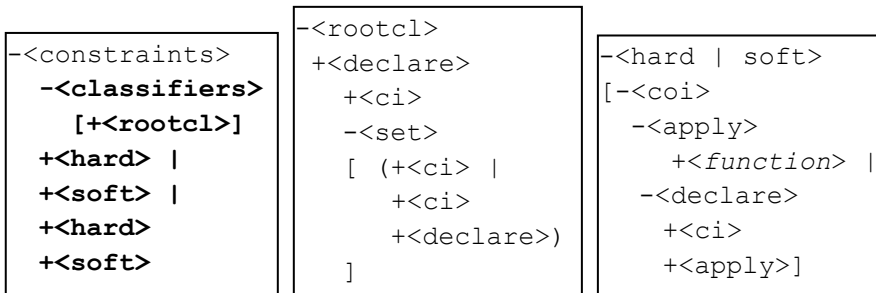 -<constraints>
-<classifiers>
[+<rootcl>]
+<hard> |
+<soft> |
+<hard>
+<soft>
-<rootcl>
+<declare>
+<ci>
-<set>
[ (+<ci> |
+<ci>
+<declare>)
]
-<hard | soft>
[-<coi>
-<apply>
+<function> |
-<declare>
+<ci>
+<apply>]